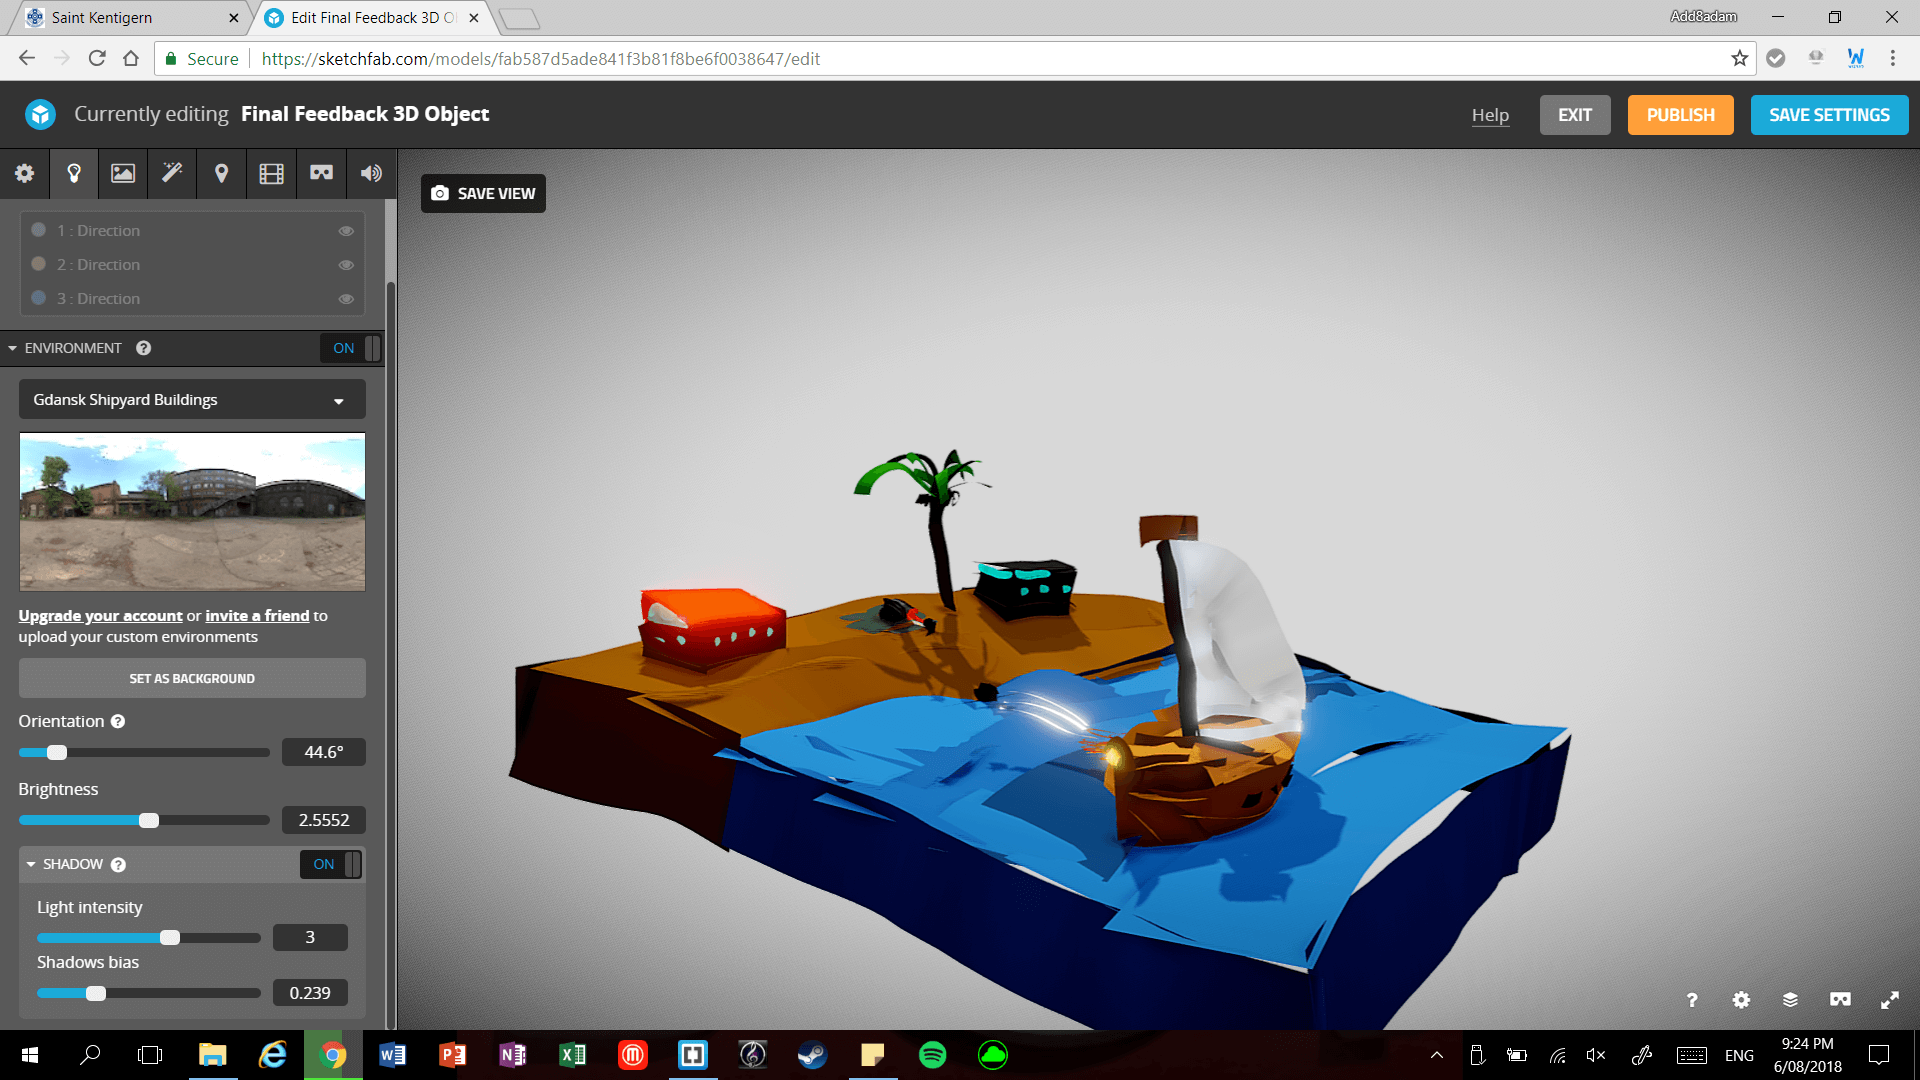 Saint Kentigern
Edit Final Feedback 3D O
Add8adam
Secure
https://sketchfab.com/models/fab587d5ade841f3b81f8be6f0038647/edit
Currently editing Final Feedback 3D Object
Help
EXIT
PUBLISH
SAVE SETTINGS
SAVE VIEW
1 : Direction
2 : Direction
3 : Direction
ENVIRONMENT ?
ON
Gdansk Shipyard Buildings
Upgrade your account or invite a friend to
upload your custom environments
SET AS BACKGROUND
Orientation ?
44.6°
Brightness
2.5552
SHADOW ?
ON
Light intensity
3
Shadows bias
0.239
?
ENG
9:24 PM
6/08/2018